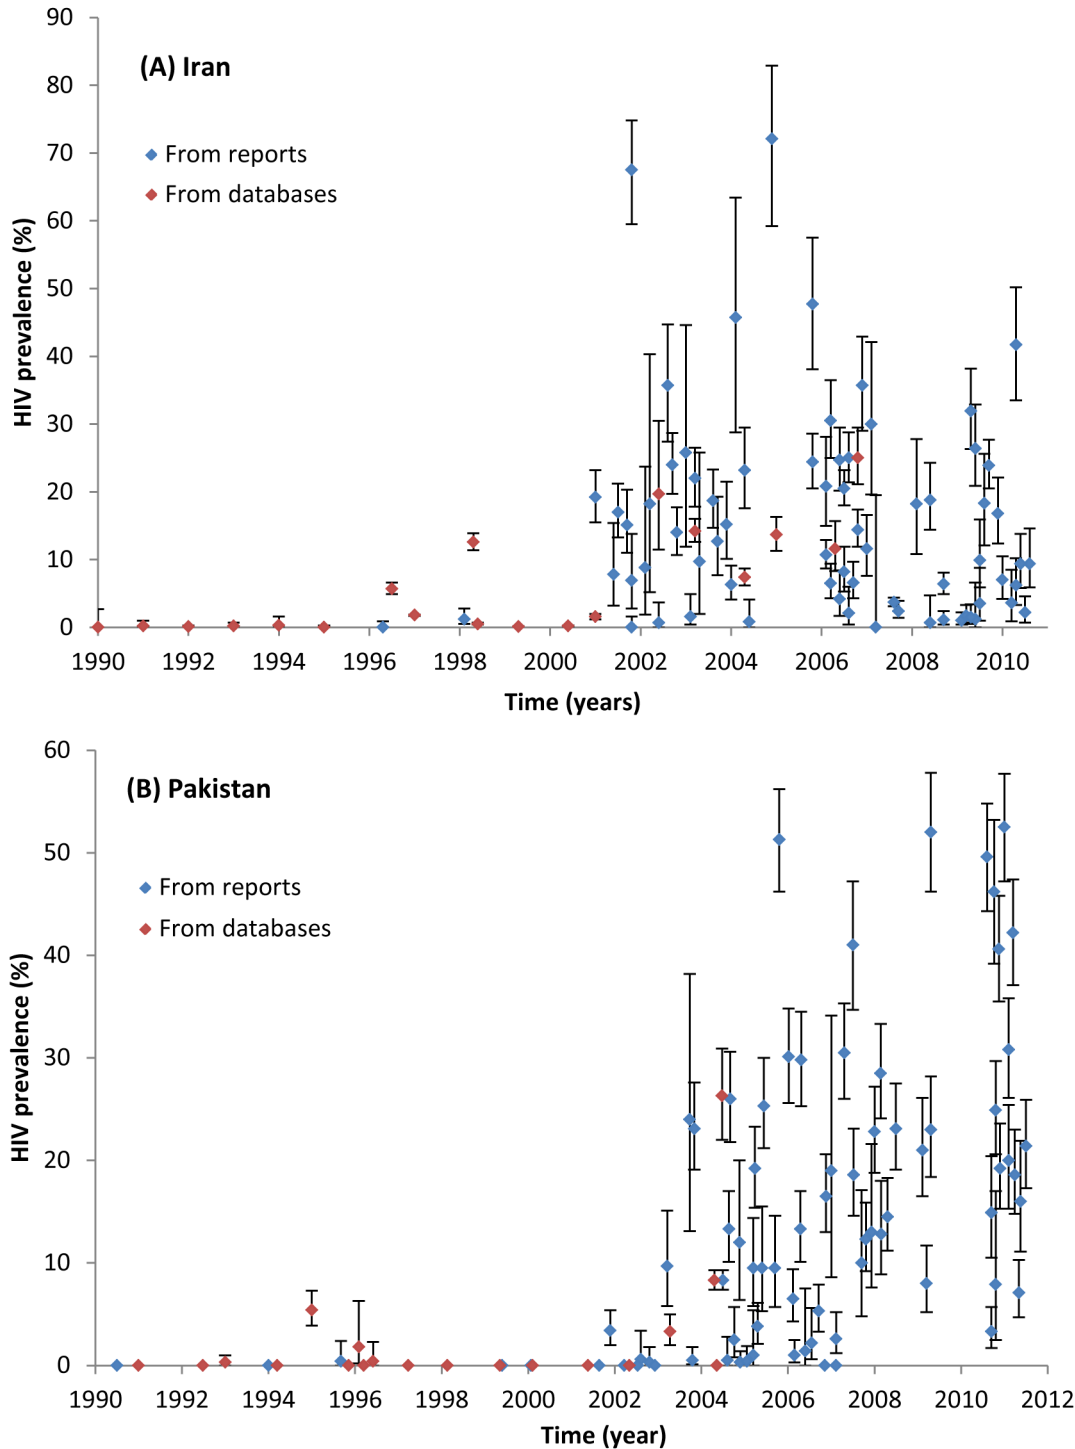 90
(A) Iran
80
From reports
70
From databases
60
50
40
30
20
10
0
HIV prevalence (%)
1990 1992 1994 1996 1998 2000 2002 2004 2006 2008 2010
Time (years)
60
(B) Pakistan
50
From reports
From databases
40
30
20
10
0
HIV prevalence (%)
1990 1992 1994 1996 1998 2000 2002 2004 2006 2008 2010 2012
Time (year)